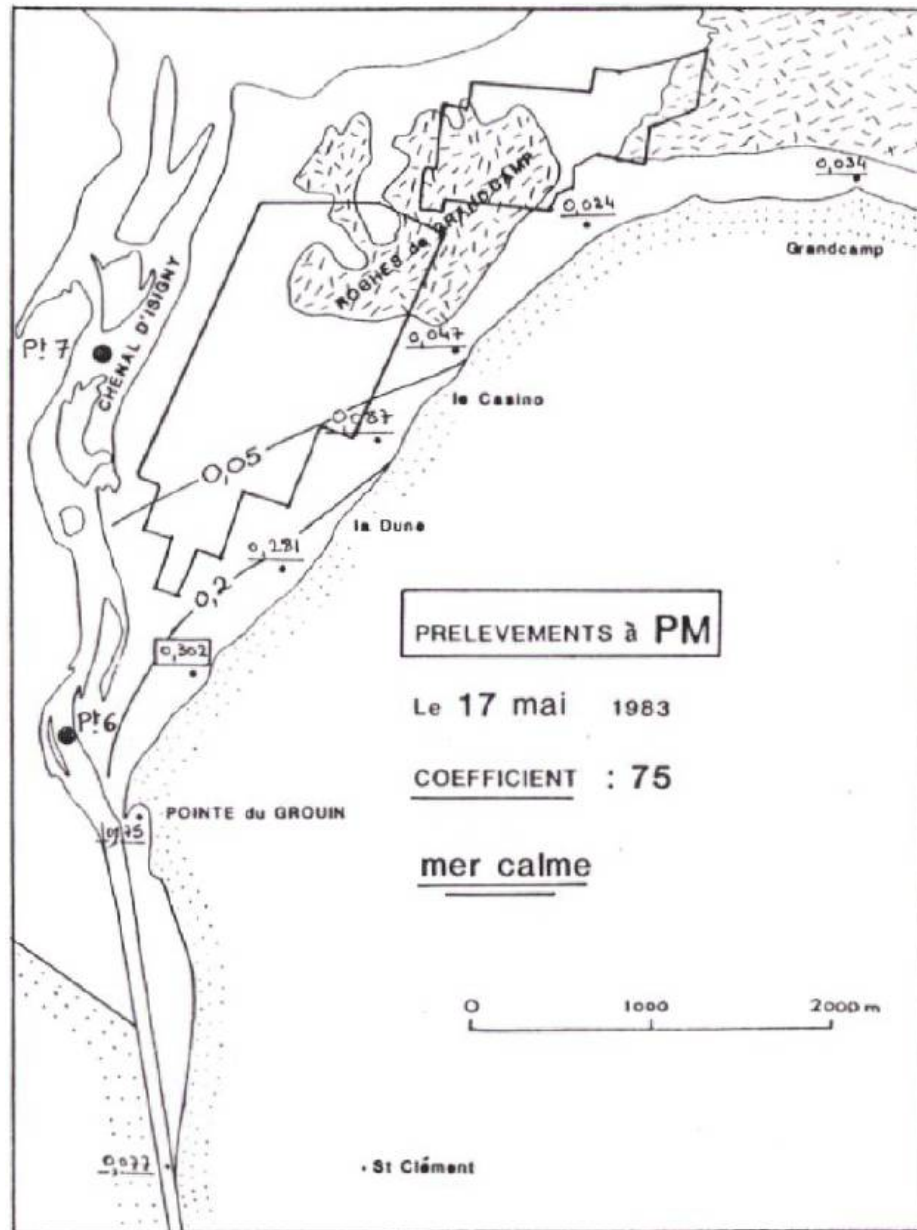 0,034
0,024
Grandcamp
ROCHES de GRANDCAMP
CHENAL D'ISIGNY
Pt 7
0,047
le Casino
0,087
0,05
la Dune
0,281
0,2
0,302
PRELEVEMENTS à PM
Le 17 mai 1983
Pt 6
COEFFICIENT : 75
POINTE du GROUIN
mer calme
0 1000 2000 m
0,077
St Clément